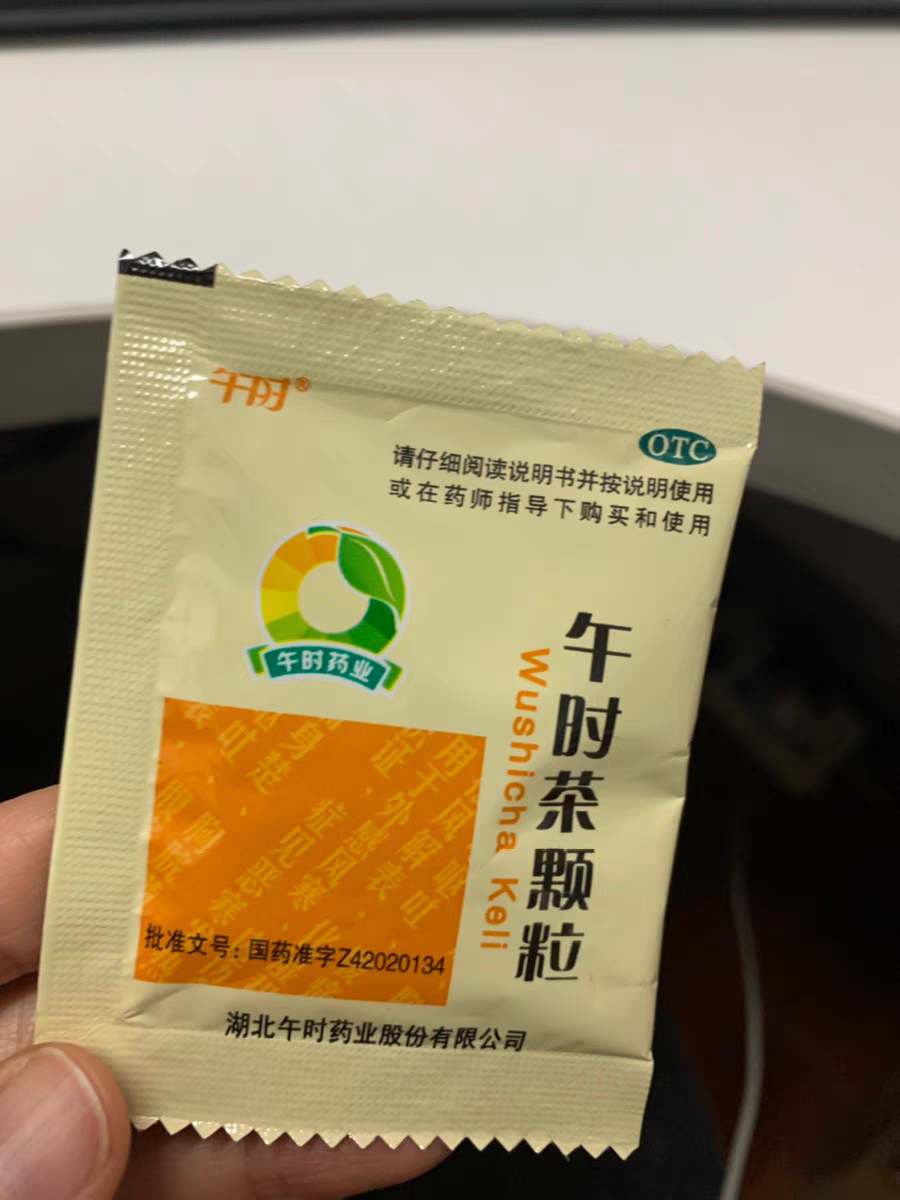 午时®
OTC
请仔细阅读说明书并按说明使用
或在药师指导下购买和使用
午时药业
午时茶颗粒
Wushicha Keli
批准文号：国药准字Z42020134
湖北午时药业股份有限公司